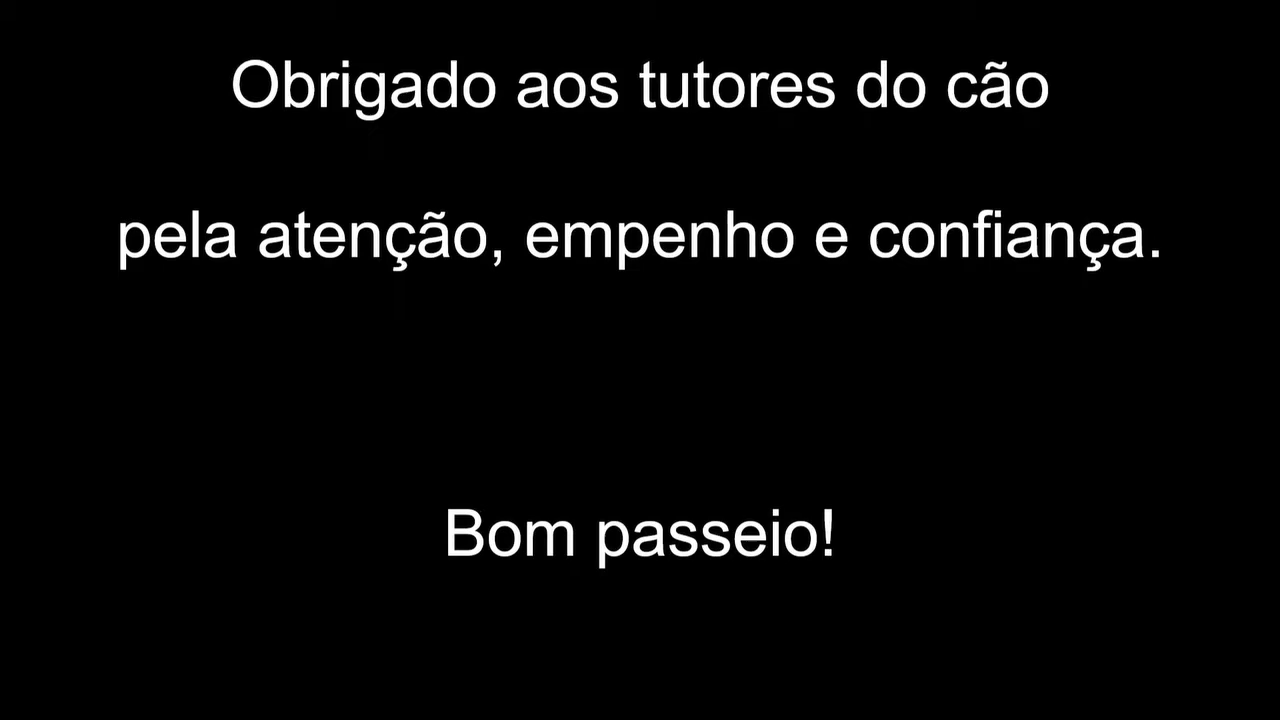 Obrigado aos tutores do cão
pela atenção, empenho e confiança.
Bom passeio!